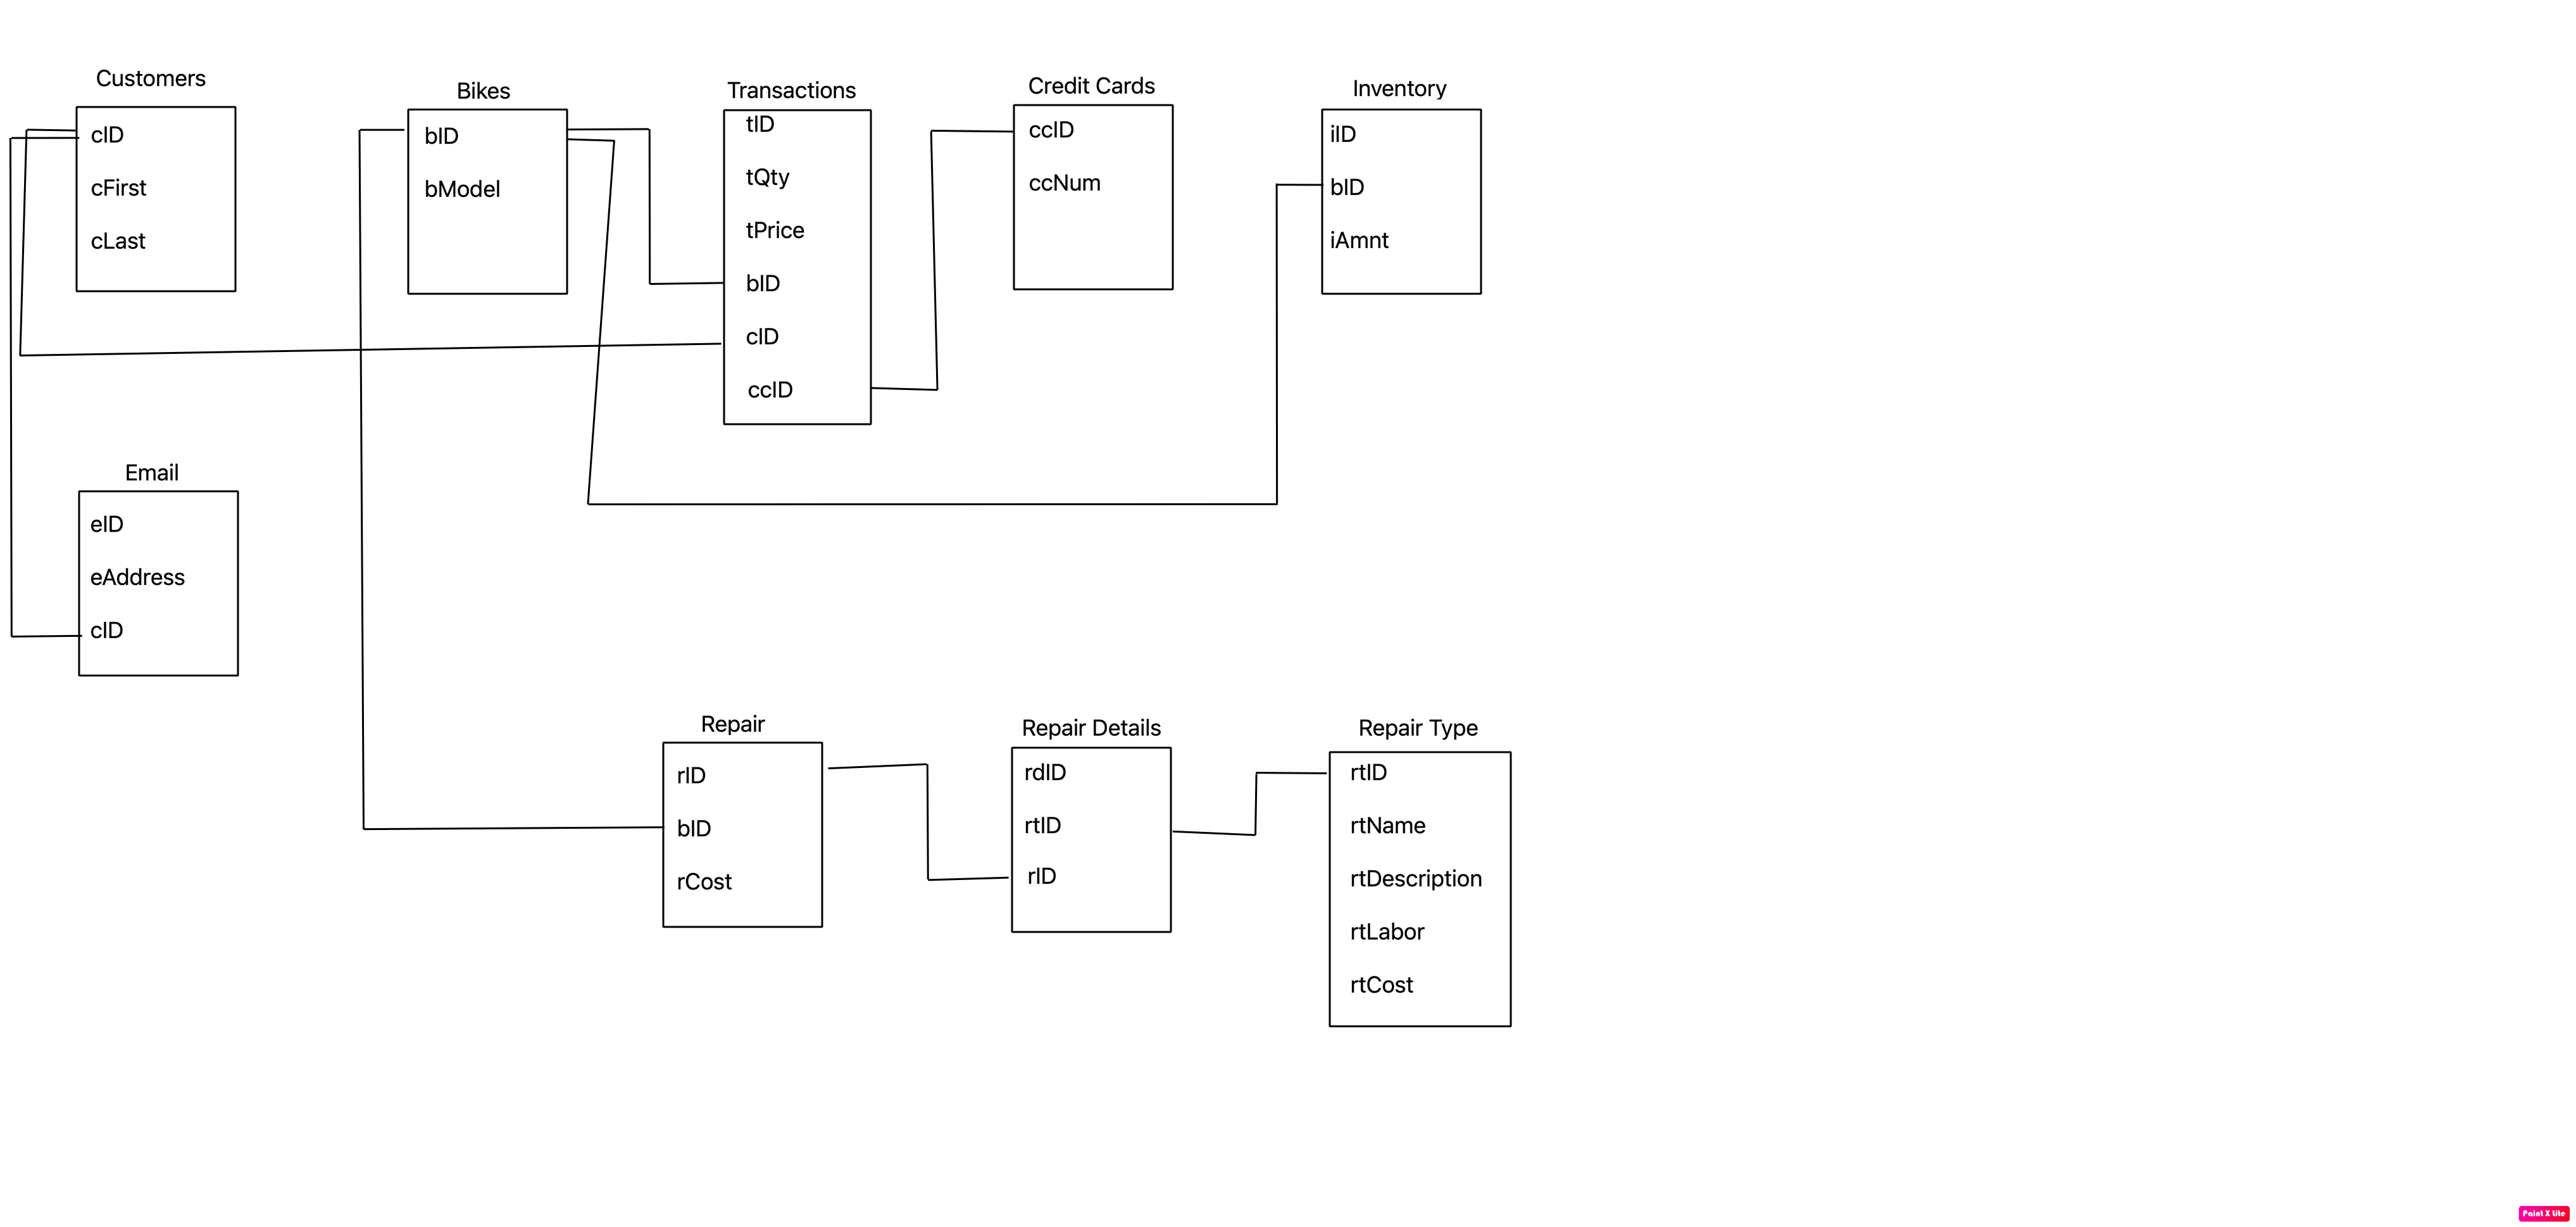 Customers
cID
cFirst
cLast
Bikes
bID
bModel
Transactions
tID
tQty
tPrice
bID
cID
ccID
Credit Cards
ccID
ccNum
Inventory
iID
bID
iAmnt
Email
eID
eAddress
cID
Repair
rID
bID
rCost
Repair Details
rdID
rtID
rID
Repair Type
rtID
rtName
rtDescription
rtLabor
rtCost
Paint X Lite